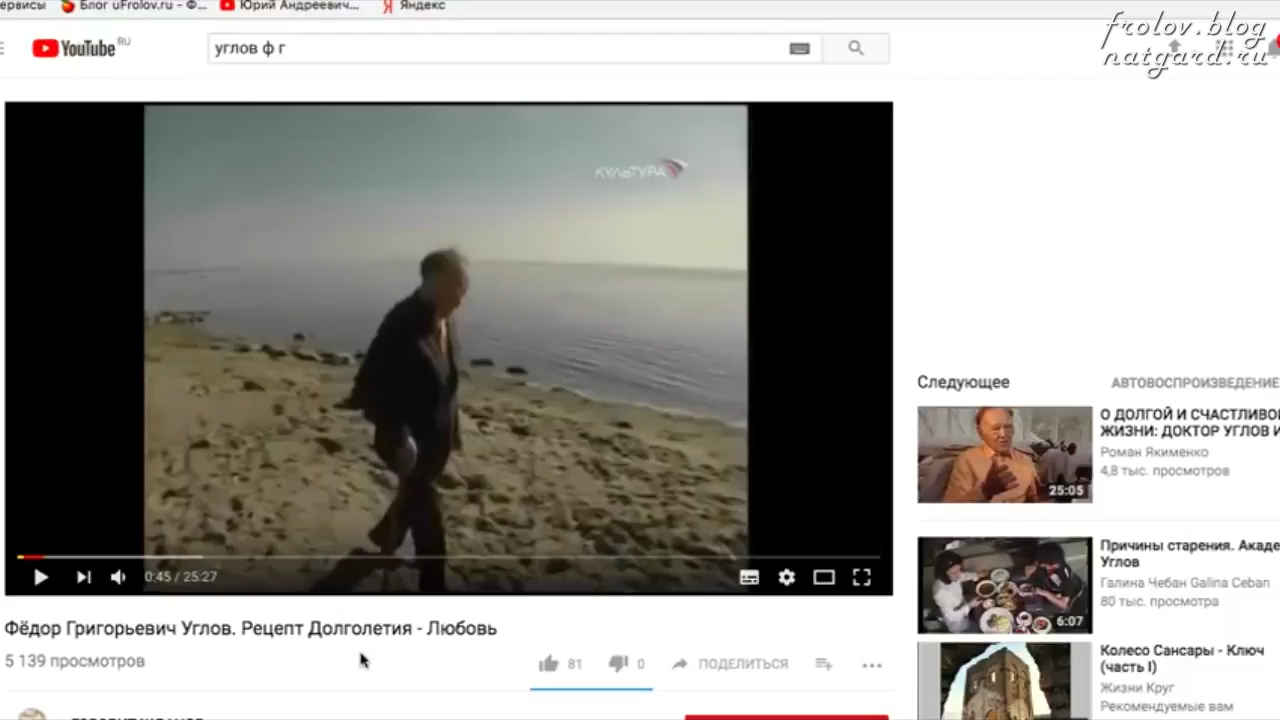 ервисы
Блог uFrolov.ru - Ф...
Юрий Андреевич...
Яндекс
frolov.blog
natgard.ru
YouTube RU
углов ф г
КУЛЬТУРА
0:45 / 25:27
Фёдор Григорьевич Углов. Рецепт Долголетия - Любовь
5 139 просмотров
81
0
ПОДЕЛИТЬСЯ
Следующее
АВТОВОСПРОИЗВЕДЕНИЕ
О ДОЛГОЙ И СЧАСТЛИВОЙ
ЖИЗНИ: ДОКТОР УГЛОВ И
Роман Якименко
4,8 тыс. просмотров
25:05
Причины старения. Акаде
Углов
Галина Чебан Galina Ceban
80 тыс. просмотра
6:07
Колесо Сансары - Ключ
(часть I)
Жизни Круг
Рекомендуемые вам